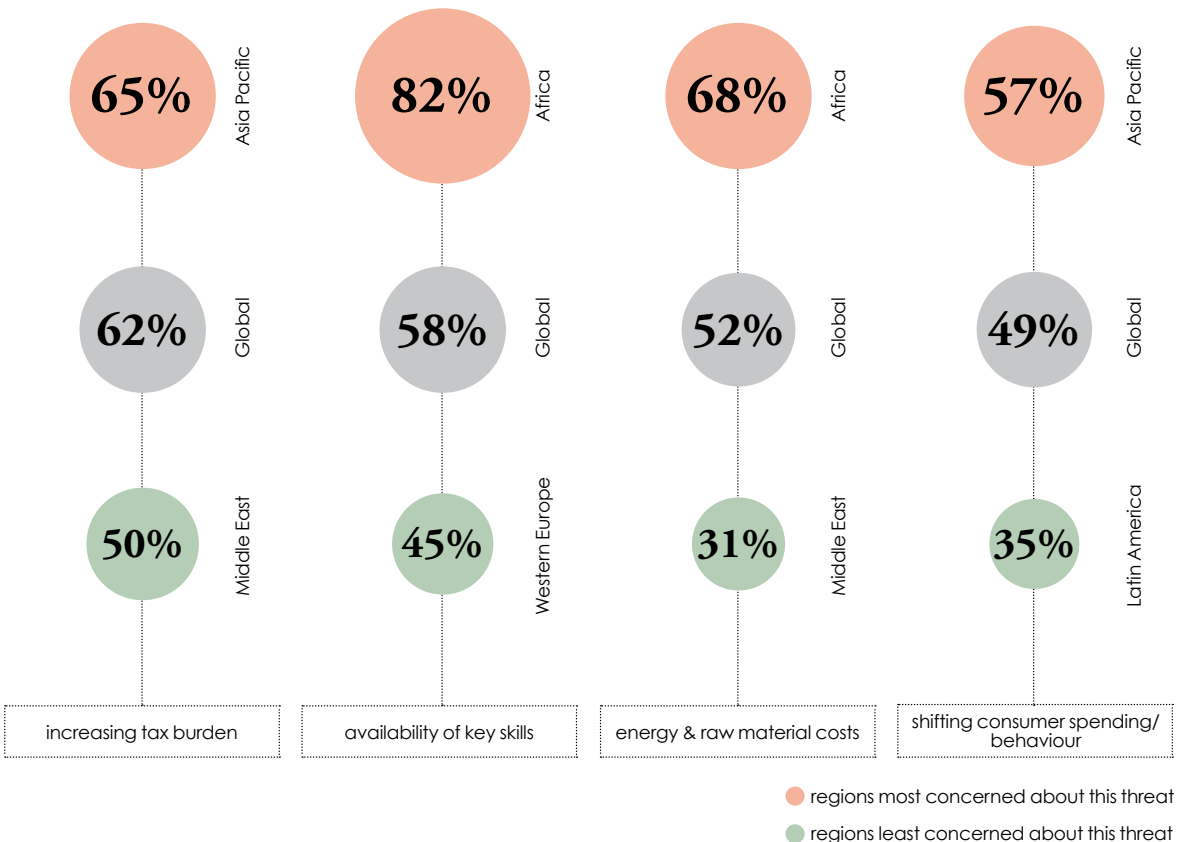 65%
Asia Pacific
82%
Africa
68%
Africa
57%
Asia Pacific
62%
Global
58%
Global
52%
Global
49%
Global
50%
Middle East
45%
Western Europe
31%
Middle East
35%
Latin America
increasing tax burden
availability of key skills
energy & raw material costs
shifting consumer spending/
behaviour
regions most concerned about this threat
regions least concerned about this threat